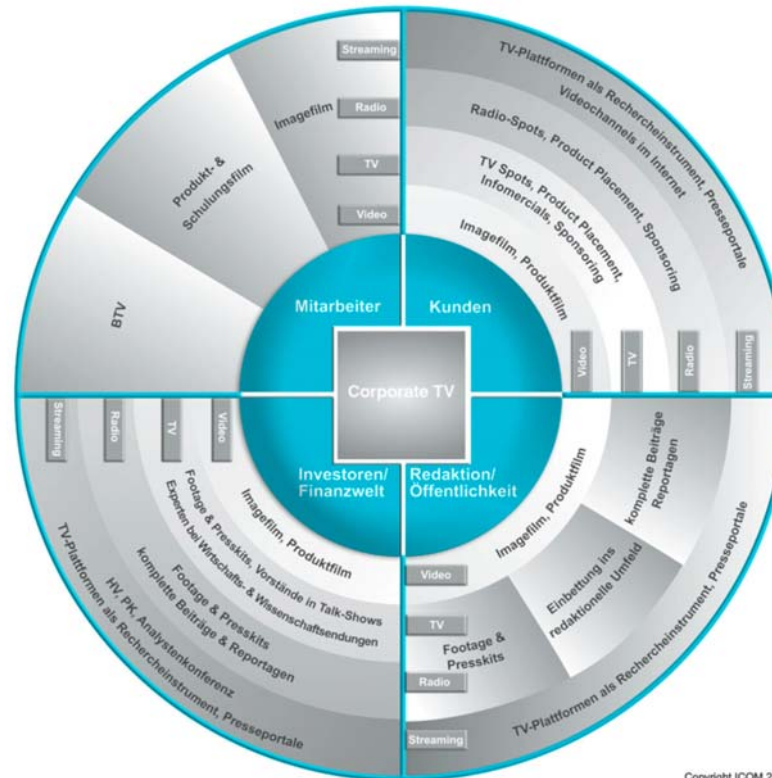 Streaming
Radio
TV
Video
Imagefilm
Produkt- &
Schulungsfilm
BTV
Mitarbeiter
TV-Plattformen als Rechercheinstrument, Presseportale
Videochannels im Internet
Radio-Spots, Product Placement, Sponsoring
TV Spots, Product Placement,
Infomercials, Sponsoring
Imagefilm, Produktfilm
Kunden
Video
TV
Radio
Streaming
Corporate TV
Streaming
Radio
TV
Video
Investoren/
Finanzwelt
Imagefilm, Produktfilm
Footage & Presskits, Vorstände in Talk-Shows
Experten bei Wirtschafts- & Wissenschaftsendungen
Footage & Presskits
komplette Beiträge & Reportagen
HV, PK, Analystenkonferenz
TV-Plattformen als Rechercheinstrument, Presseportale
Redaktion/
Öffentlichkeit
Imagefilm, Produktfilm
komplette Beiträge
Reportagen
Einbettung ins
redaktionelle Umfeld
Footage &
Presskits
Video
TV
Radio
Streaming
TV-Plattformen als Rechercheinstrument, Presseportale
Copyright ICOM